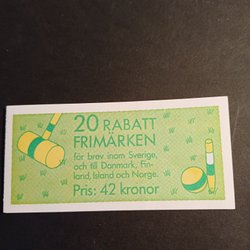 20 RABATT
FRIMÄRKEN
för brev inom Sverige,
och till Danmark, Fin-
land, Island och Norge.
Pris: 42 kronor